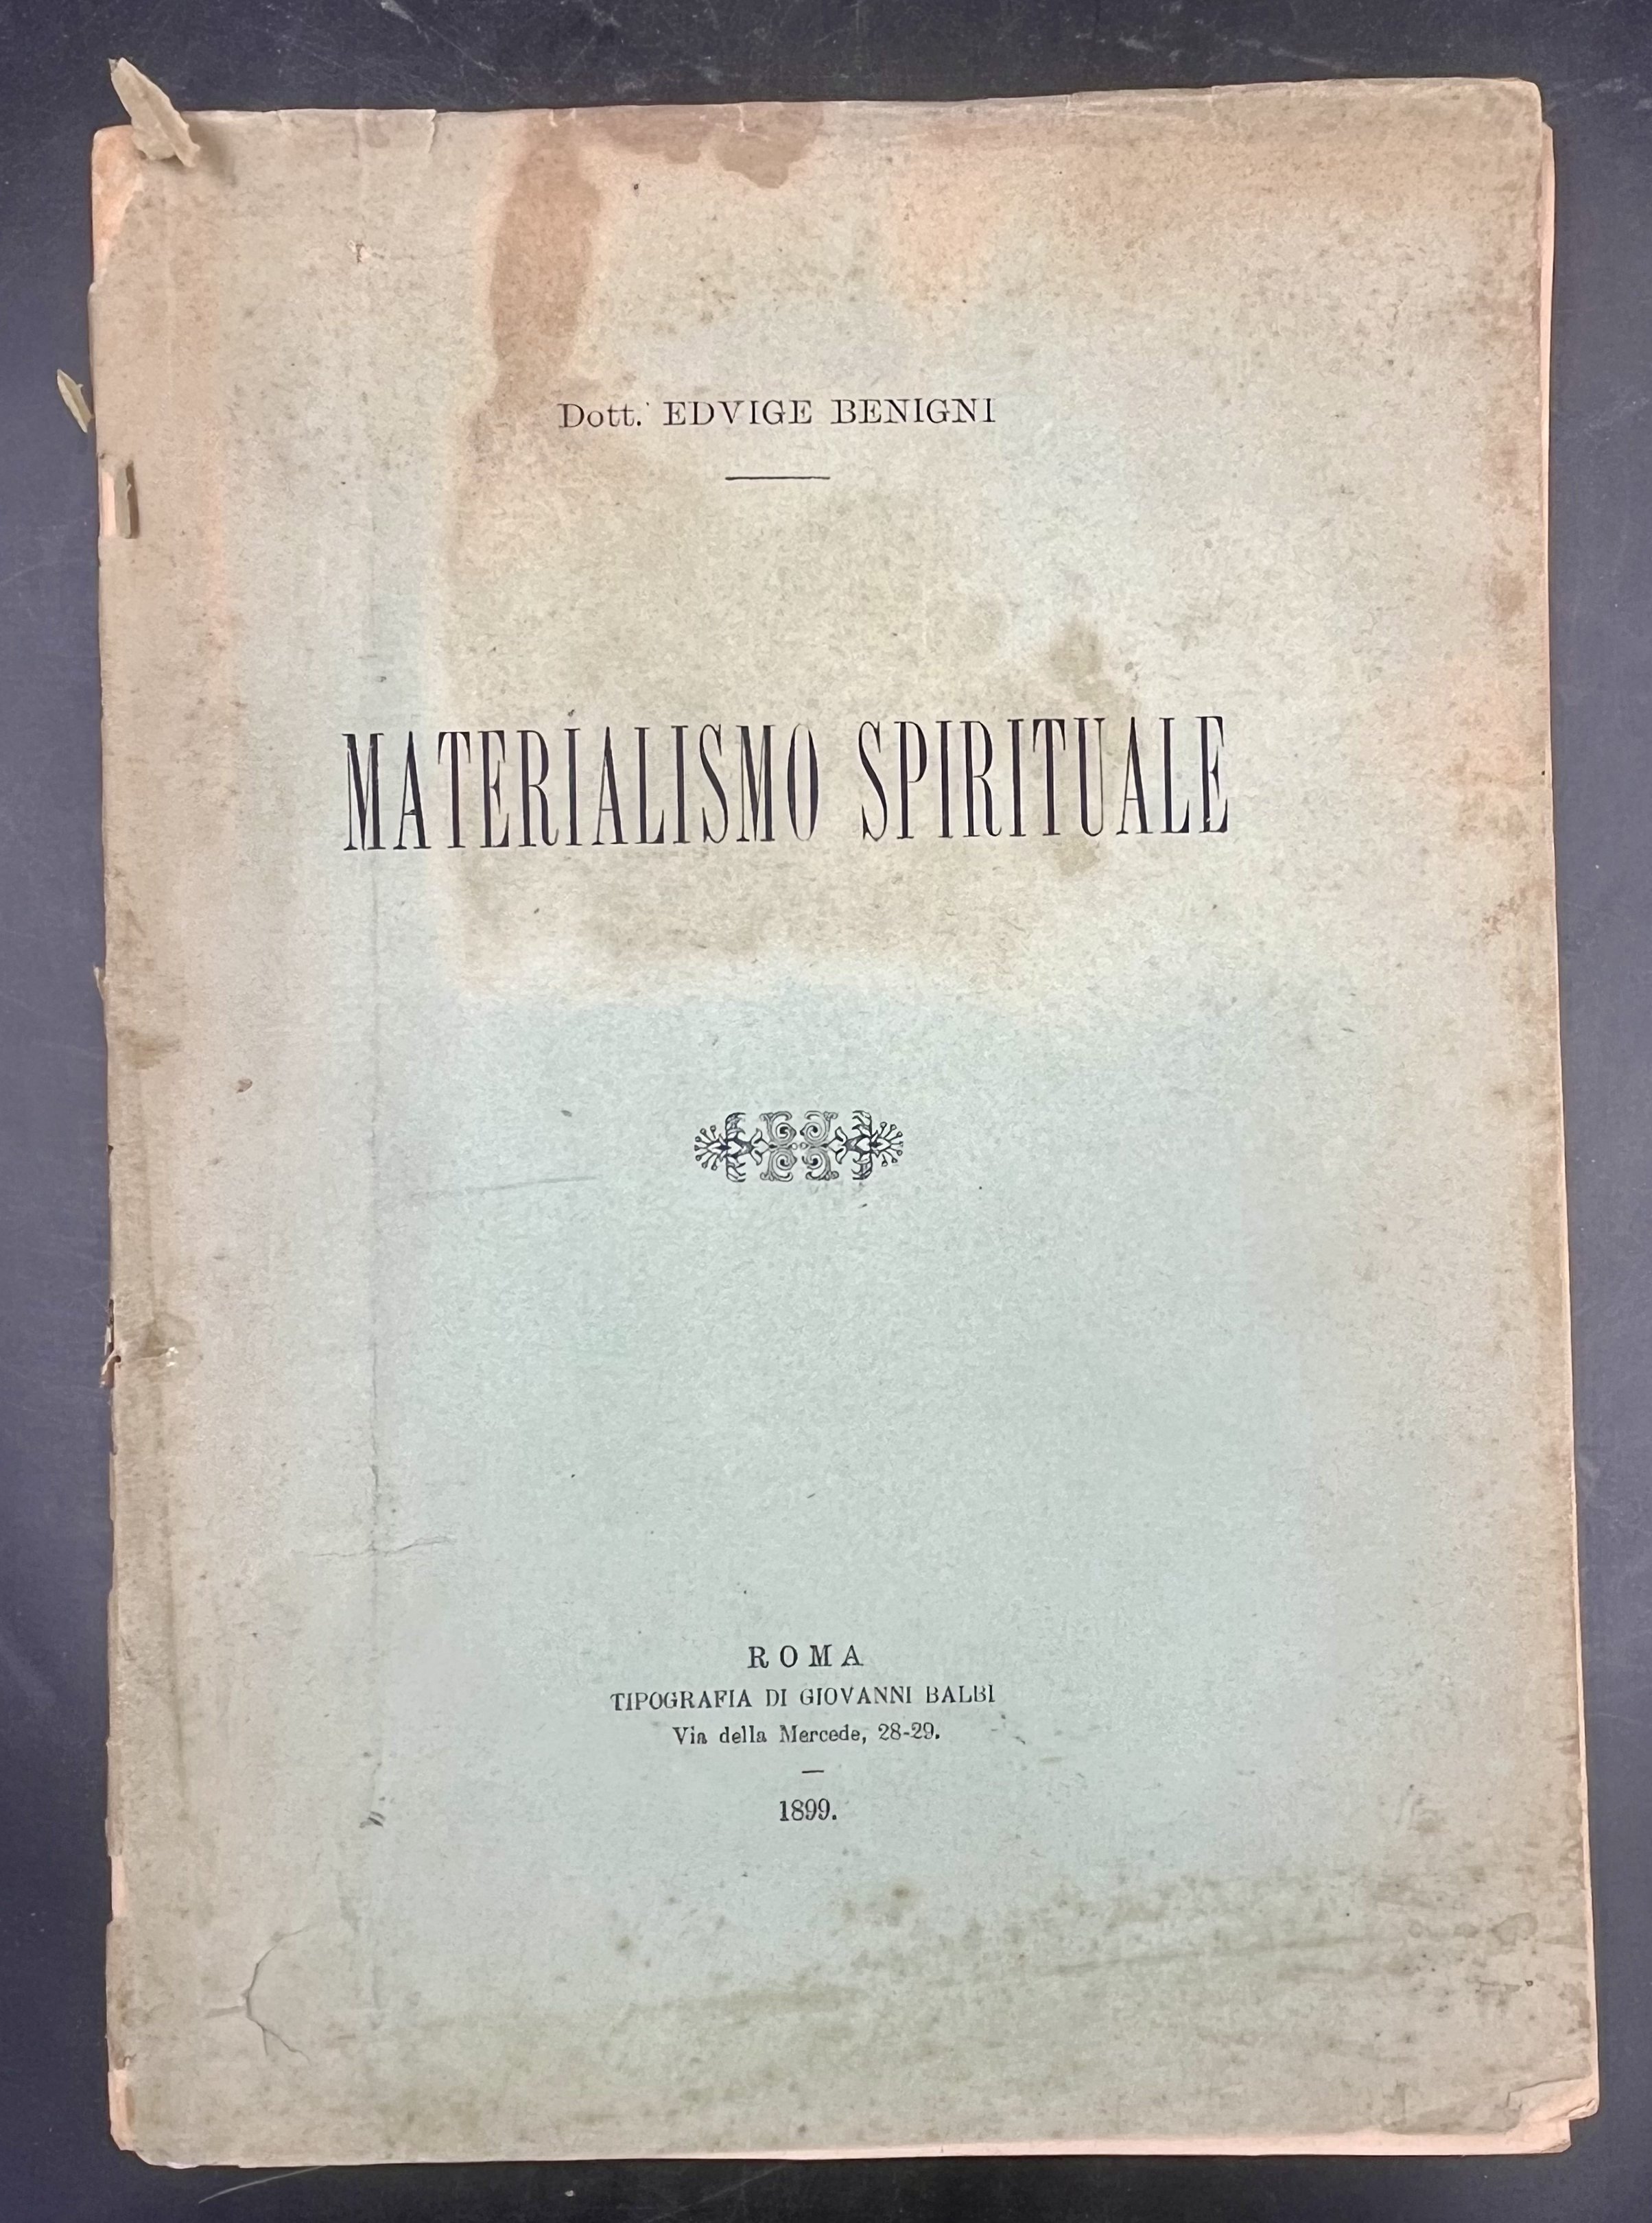 Dott. EDVIGE BENIGNI
MATERIALISMO SPIRITUALE
ROMA
TIPOGRAFIA DI GIOVANNI BALBI
Via della Mercede, 28-29.
1899.